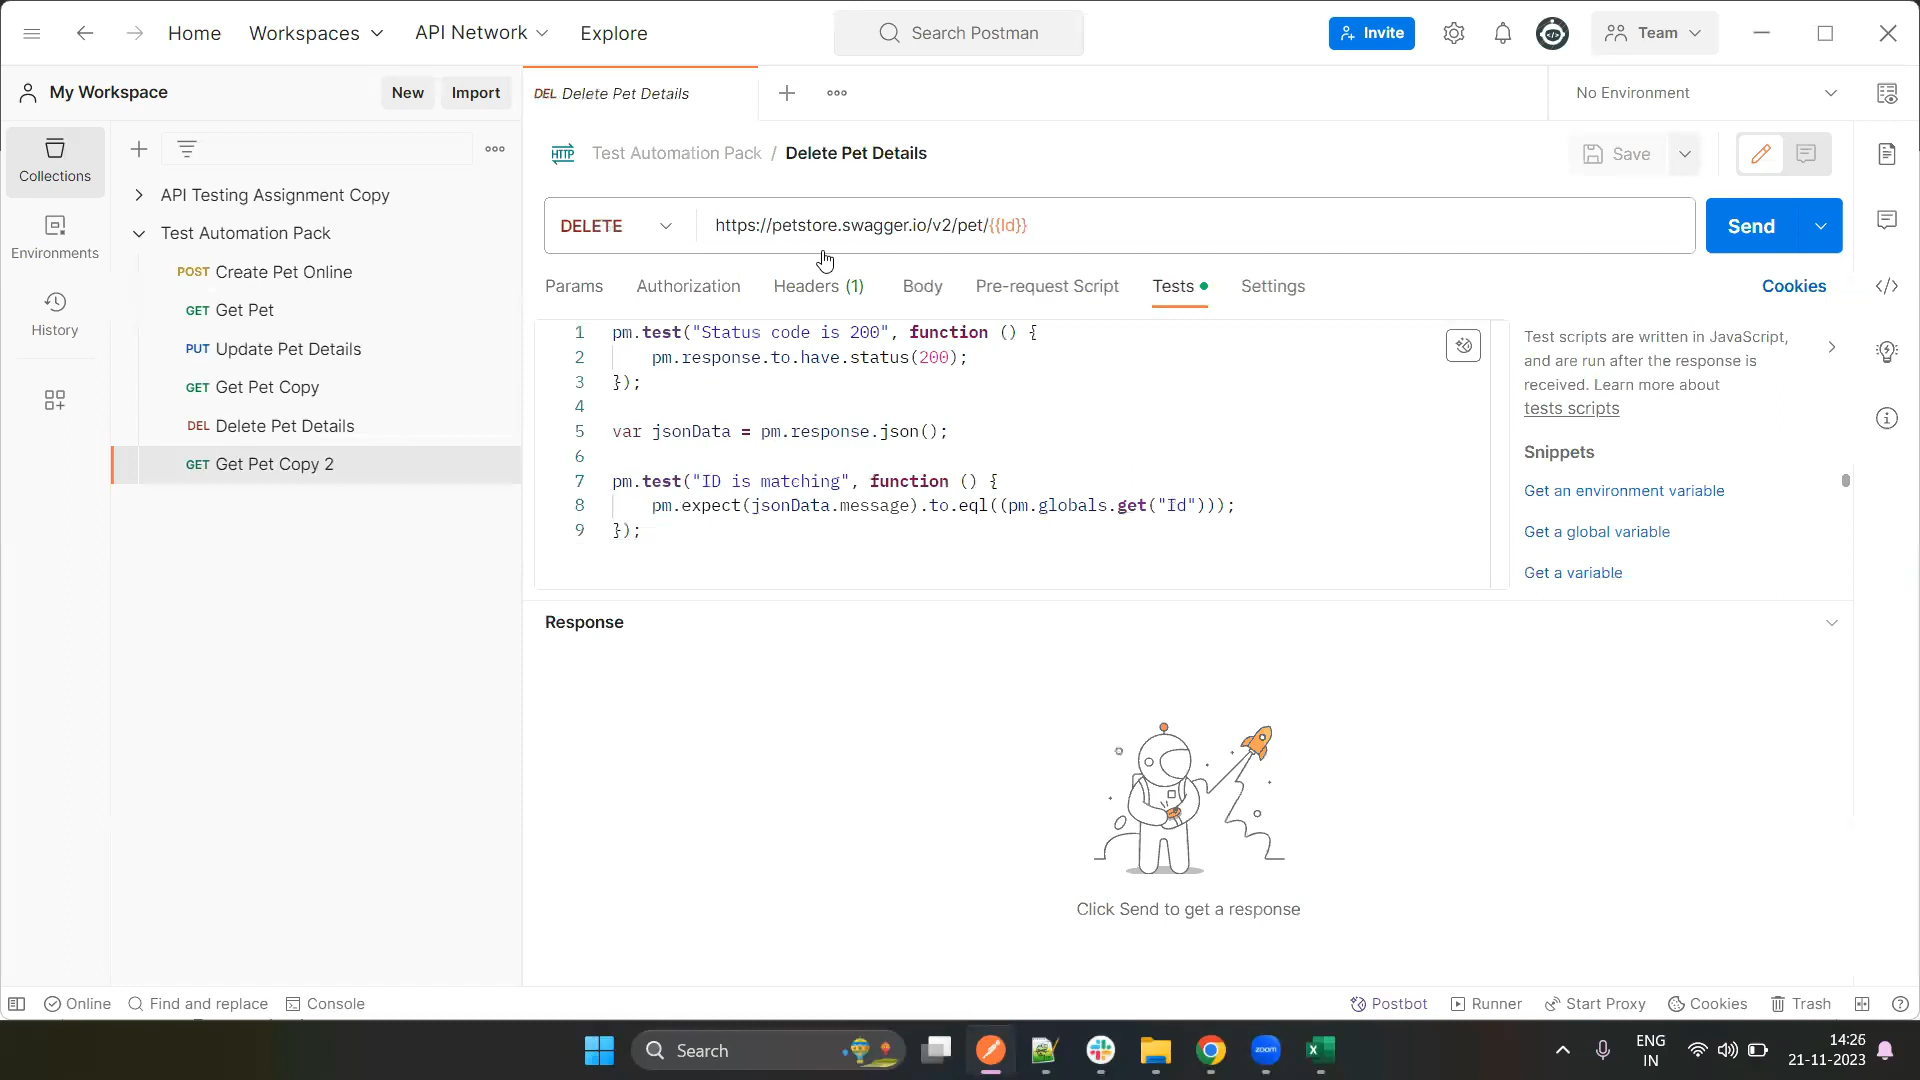 Home Workspaces API Network Explore Search Postman Invite Team
My Workspace New Import DEL Delete Pet Details No Environment
Collections
Environments
History
API Testing Assignment Copy
Test Automation Pack
POST Create Pet Online
GET Get Pet
PUT Update Pet Details
GET Get Pet Copy
DEL Delete Pet Details
GET Get Pet Copy 2
HTTP Test Automation Pack / Delete Pet Details Save
DELETE https://petstore.swagger.io/v2/pet/{{Id}} Send
Params Authorization Headers (1) Body Pre-request Script Tests Settings Cookies
1 pm.test("Status code is 200", function () {
2 pm.response.to.have.status(200);
3 });
4
5 var jsonData = pm.response.json();
6
7 pm.test("ID is matching", function () {
8 pm.expect(jsonData.message).to.eql((pm.globals.get("Id")));
9 });
Test scripts are written in JavaScript,
and are run after the response is
received. Learn more about
tests scripts
Snippets
Get an environment variable
Get a global variable
Get a variable
Response
Click Send to get a response
Online Find and replace Console Postbot Runner Start Proxy Cookies Trash
Search zoom ENG
IN
14:26
21-11-2023